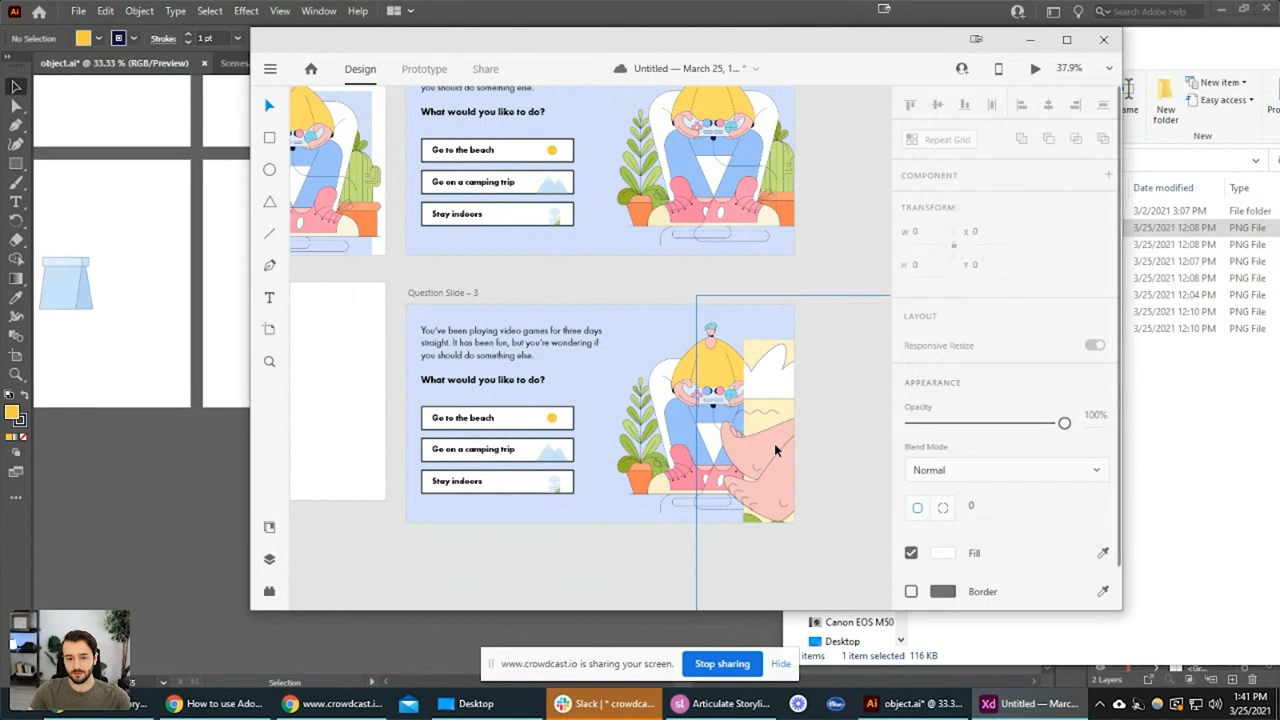 Ai File Edit Object Type Select Effect View Window Help
Search Adobe Help
No Selection Stroke: 1 pt
object.ai* @ 33.33 % (RGB/Preview) × Scenes
Design Prototype Share Untitled — March 25, 1... * 37.9%
New item
Easy access
New folder
New
Repeat Grid
you should do something else.
What would you like to do?
Go to the beach
Go on a camping trip
Stay indoors
COMPONENT
TRANSFORM
W 0 X 0
H 0 Y 0
Date modified Type
3/2/2021 3:07 PM File folder
3/25/2021 12:08 PM PNG File
3/25/2021 12:08 PM PNG File
3/25/2021 12:07 PM PNG File
3/25/2021 12:08 PM PNG File
3/25/2021 12:04 PM PNG File
3/25/2021 12:10 PM PNG File
3/25/2021 12:10 PM PNG File
Question Slide – 3
You've been playing video games for three days
straight. It has been fun, but you're wondering if
you should do something else.
What would you like to do?
Go to the beach
Go on a camping trip
Stay indoors
LAYOUT
Responsive Resize
APPEARANCE
Opacity
100%
Blend Mode
Normal
0
Fill
Border
Canon EOS M50
Desktop
items 1 item selected 116 KB
www.crowdcast.io is sharing your screen. Stop sharing Hide
Selection
2 Layers
How to use Ado... www.crowdcast.i... Desktop Slack | * crowdca... Articulate Storyli... object.ai* @ 33.3... Untitled — Marc...
1:41 PM
3/25/2021